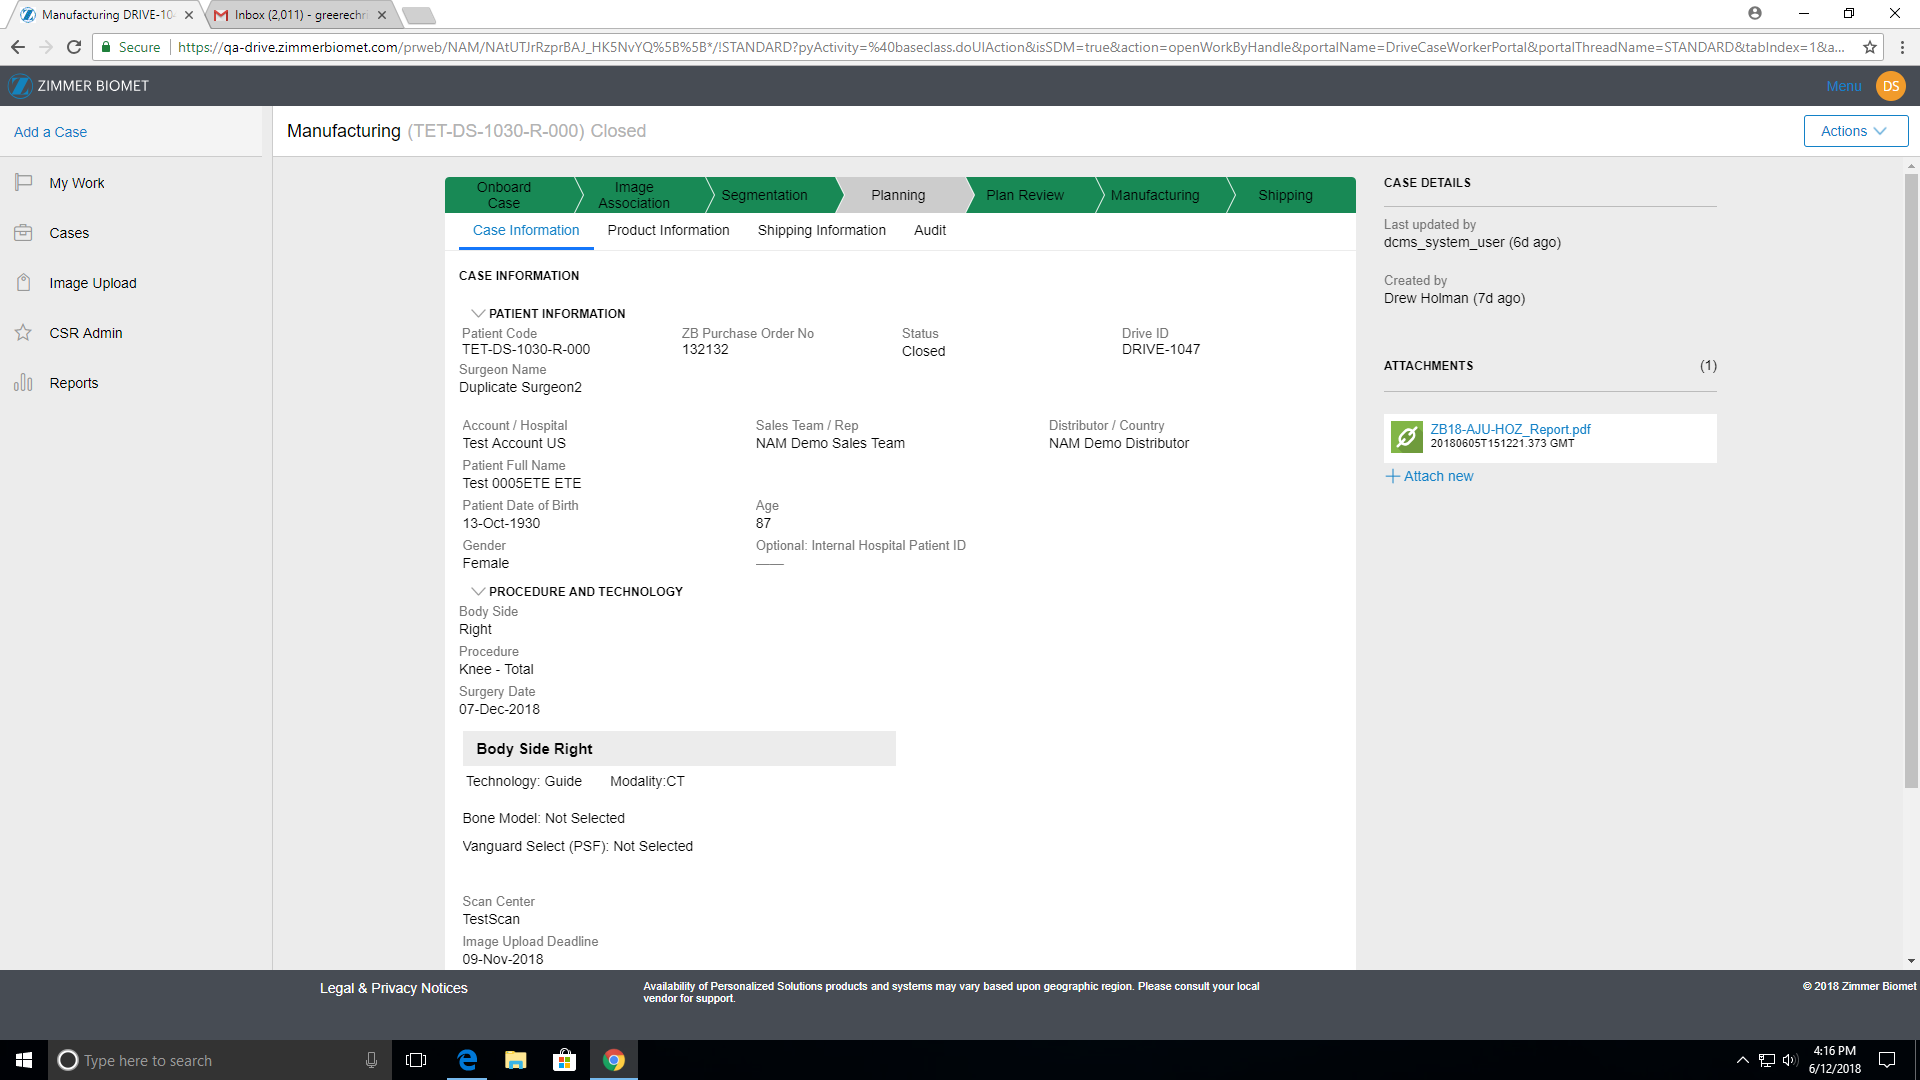 Manufacturing DRIVE-10
Inbox (2,011) - greerechri
Secure
https://qa-drive.zimmerbiomet.com/prweb/NAM/NAtUTJrRzprBAJ_HK5NvYQ%5B%5B*/!STANDARD?pyActivity=%40baseclass.doUIAction&isSDM=true&action=openWorkByHandle&portalName=DriveCaseWorkerPortal&portalThreadName=STANDARD&tabIndex=1&a...
ZIMMER BIOMET
Menu
DS
Add a Case
Manufacturing (TET-DS-1030-R-000) Closed
Actions
My Work
Cases
Image Upload
CSR Admin
Reports
Onboard Case
Image Association
Segmentation
Planning
Plan Review
Manufacturing
Shipping
Case Information
Product Information
Shipping Information
Audit
CASE INFORMATION
PATIENT INFORMATION
Patient Code
TET-DS-1030-R-000
ZB Purchase Order No
132132
Status
Closed
Drive ID
DRIVE-1047
Surgeon Name
Duplicate Surgeon2
Account / Hospital
Test Account US
Sales Team / Rep
NAM Demo Sales Team
Distributor / Country
NAM Demo Distributor
Patient Full Name
Test 0005ETE ETE
Patient Date of Birth
13-Oct-1930
Age
87
Gender
Female
Optional: Internal Hospital Patient ID
PROCEDURE AND TECHNOLOGY
Body Side
Right
Procedure
Knee - Total
Surgery Date
07-Dec-2018
Body Side Right
Technology: Guide
Modality:CT
Bone Model: Not Selected
Vanguard Select (PSF): Not Selected
Scan Center
TestScan
Image Upload Deadline
09-Nov-2018
CASE DETAILS
Last updated by
dcms_system_user (6d ago)
Created by
Drew Holman (7d ago)
ATTACHMENTS
(1)
ZB18-AJU-HOZ_Report.pdf
20180605T151221.373 GMT
Attach new
Legal & Privacy Notices
Availability of Personalized Solutions products and systems may vary based upon geographic region. Please consult your local
vendor for support.
© 2018 Zimmer Biomet
Type here to search
4:16 PM
6/12/2018